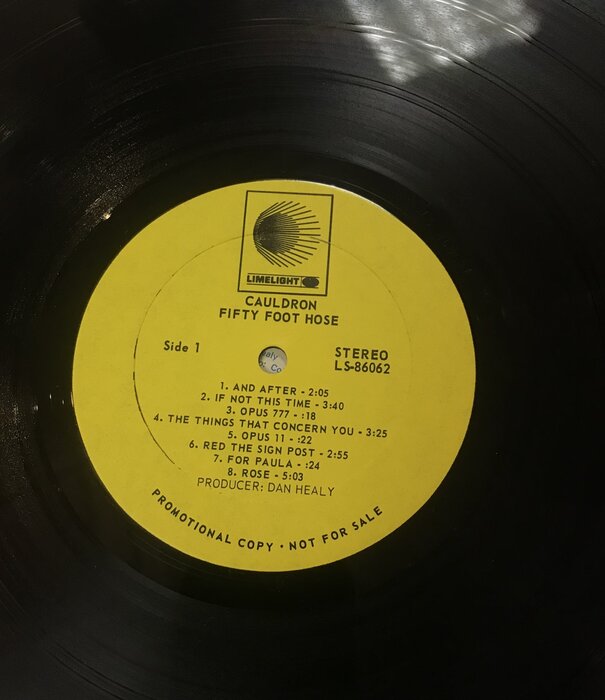 LIMELIGHT
CAULDRON
FIFTY FOOT HOSE
Side 1
STEREO
LS-86062
aly
Co
1. AND AFTER - 2:05
2. IF NOT THIS TIME - 3:40
3. OPUS 777 - :18
4. THE THINGS THAT CONCERN YOU - 3:25
5. OPUS 11 - :22
6. RED THE SIGN POST - 2:55
7. FOR PAULA - :24
8. ROSE - 5:03
PRODUCER: DAN HEALY
PROMOTIONAL COPY • NOT FOR SALE